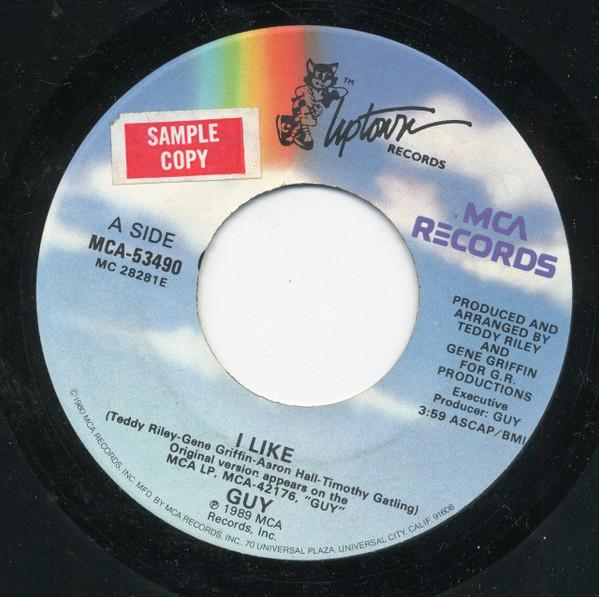 Uptown ™
RECORDS
SAMPLE
COPY
MCA
RECORDS
A SIDE
MCA-53490
MC 28281E
PRODUCED AND
ARRANGED BY
TEDDY RILEY
AND
GENE GRIFFIN
FOR G.R.
PRODUCTIONS
Executive
Producer: GUY
3:59 ASCAP/BMI
I LIKE
(Teddy Riley-Gene Griffin-Aaron Hall-Timothy Gatling)
Original version appears on the
MCA LP, MCA-42176, "GUY"
GUY
℗ 1989 MCA
Records, Inc.
©1980 MCA RECORDS, INC. MFD. BY MCA RECORDS, INC., 70 UNIVERSAL PLAZA, UNIVERSAL CITY, CALIF. 91608